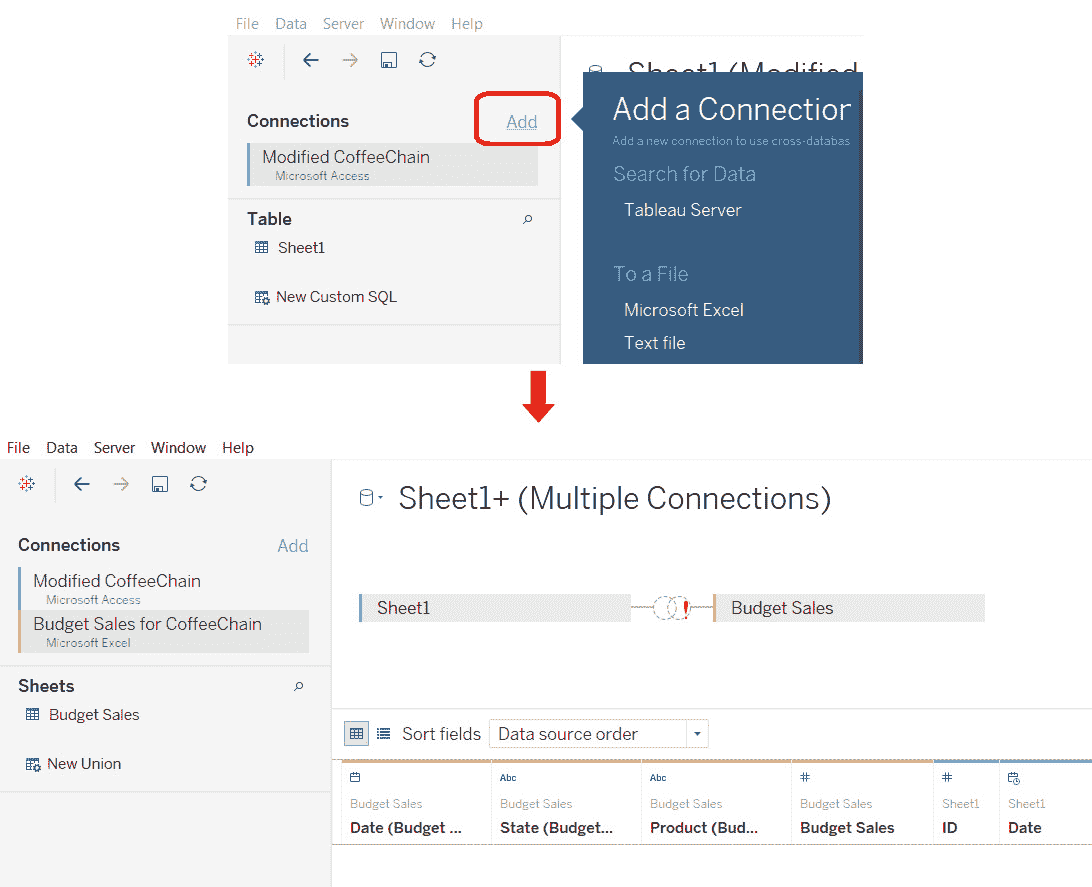 File Data Server Window Help
Sheet1 (Modified
Connections Add
Modified CoffeeChain
Microsoft Access
Table
Sheet1
New Custom SQL
Add a Connection
Add a new connection to use cross-databas
Search for Data
Tableau Server
To a File
Microsoft Excel
Text file
File Data Server Window Help
Connections Add
Modified CoffeeChain
Microsoft Access
Budget Sales for CoffeeChain
Microsoft Excel
Sheets
Budget Sales
New Union
Sheet1+ (Multiple Connections)
Sheet1 Budget Sales
Sort fields Data source order
Abc Abc # #
Budget Sales Budget Sales Budget Sales Budget Sales Sheet1 Sheet1
Date (Budget ... State (Budget... Product (Bud... Budget Sales ID Date